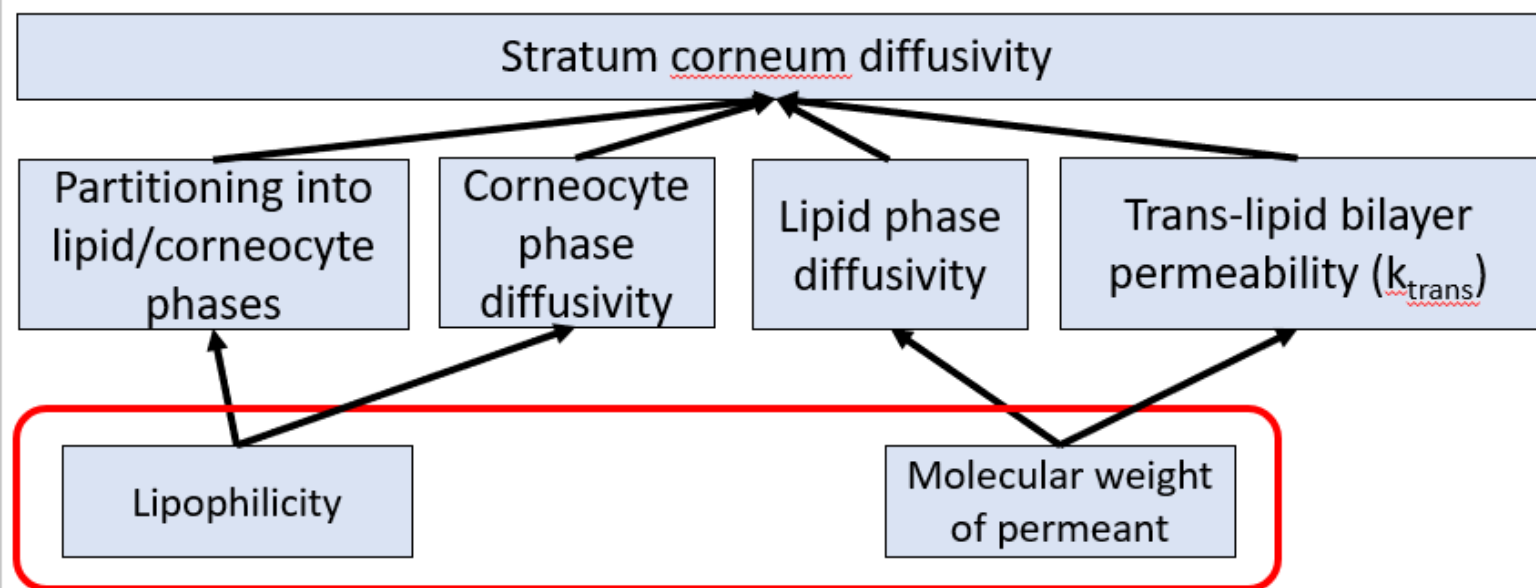 Stratum corneum diffusivity
Partitioning into
lipid/corneocyte
phases
Corneocyte
phase
diffusivity
Lipid phase
diffusivity
Trans-lipid bilayer
permeability (ktrans)
Lipophilicity
Molecular weight
of permeant